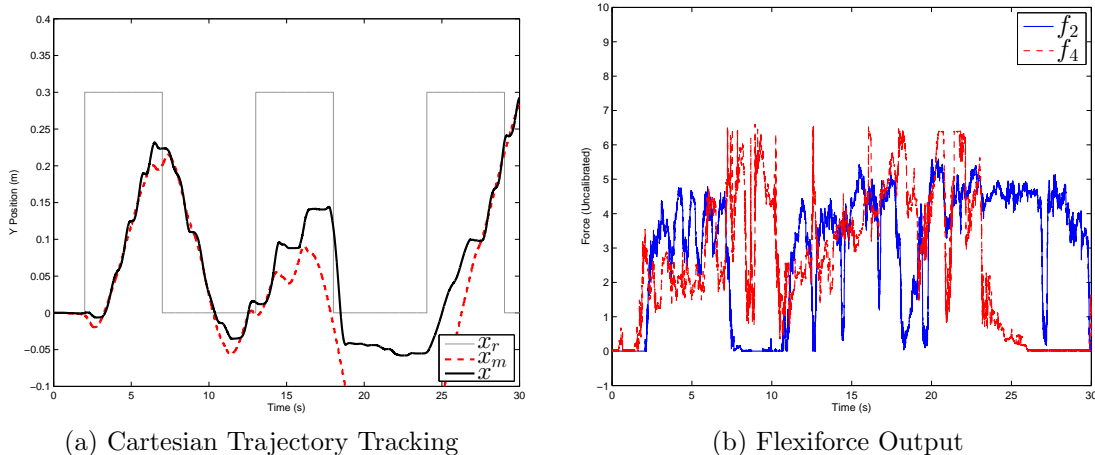 0.4
0.35
0.3
0.25
0.2
0.15
0.1
0.05
0
−0.05
−0.1
Y Position (m)
0 5 10 15 20 25 30
Time (s)
x_r
x_m
x
(a) Cartesian Trajectory Tracking
10
9
8
7
6
5
4
3
2
1
0
−1
Force (Uncalibrated)
0 5 10 15 20 25 30
Time (s)
f_2
f_4
(b) Flexiforce Output